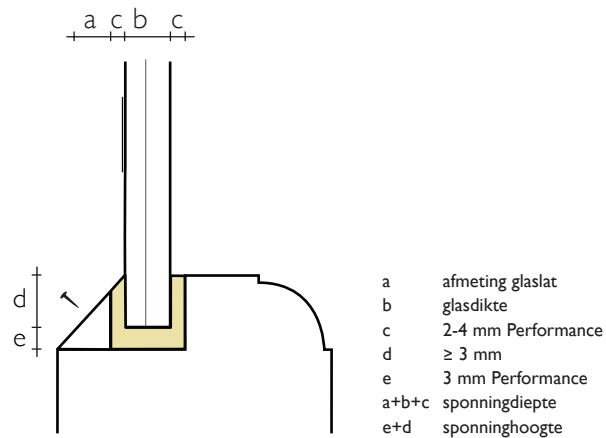 a c b c
d
e
a afmeting glaslat
b glasdikte
c 2-4 mm Performance
d ≥ 3 mm
e 3 mm Performance
a+b+c sponningdiepte
e+d sponninghoogte